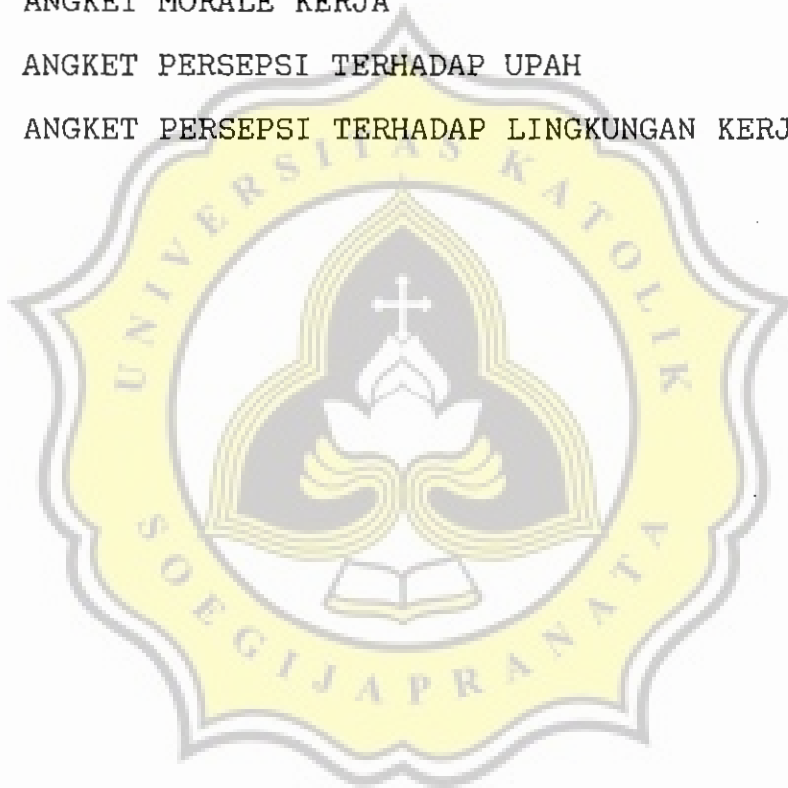 ANGKET MORALE KERJA
ANGKET PERSEPSI TERHADAP UPAH
ANGKET PERSEPSI TERHADAP LINGKUNGAN KERJ
UNIVERSITAS KATOLIK
SOEGIJAPRANATA